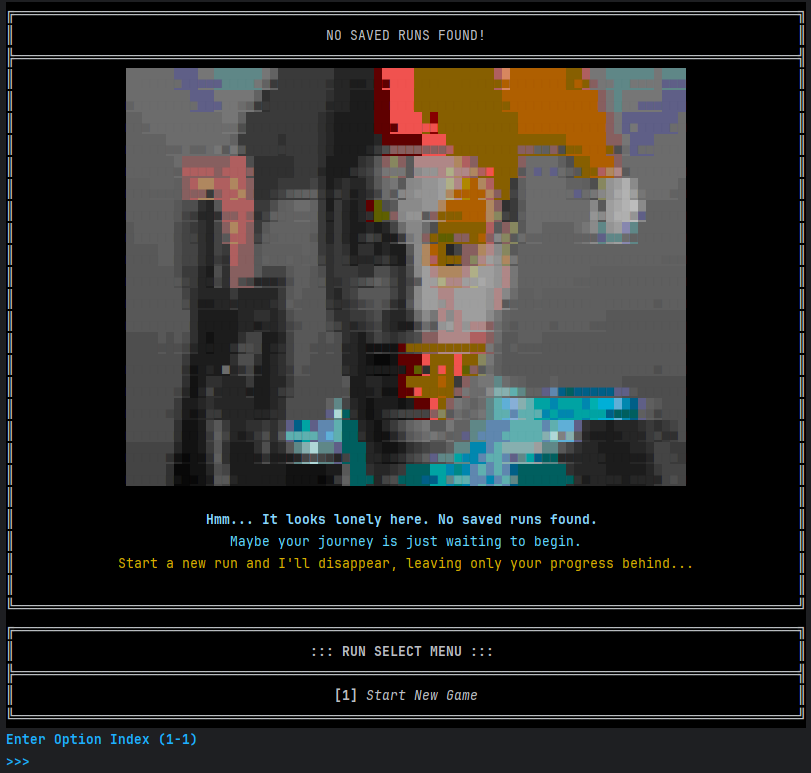 NO SAVED RUNS FOUND!
Hmm... It looks lonely here. No saved runs found.
Maybe your journey is just waiting to begin.
Start a new run and I'll disappear, leaving only your progress behind...
::: RUN SELECT MENU :::
[1] Start New Game
Enter Option Index (1-1)
>>>